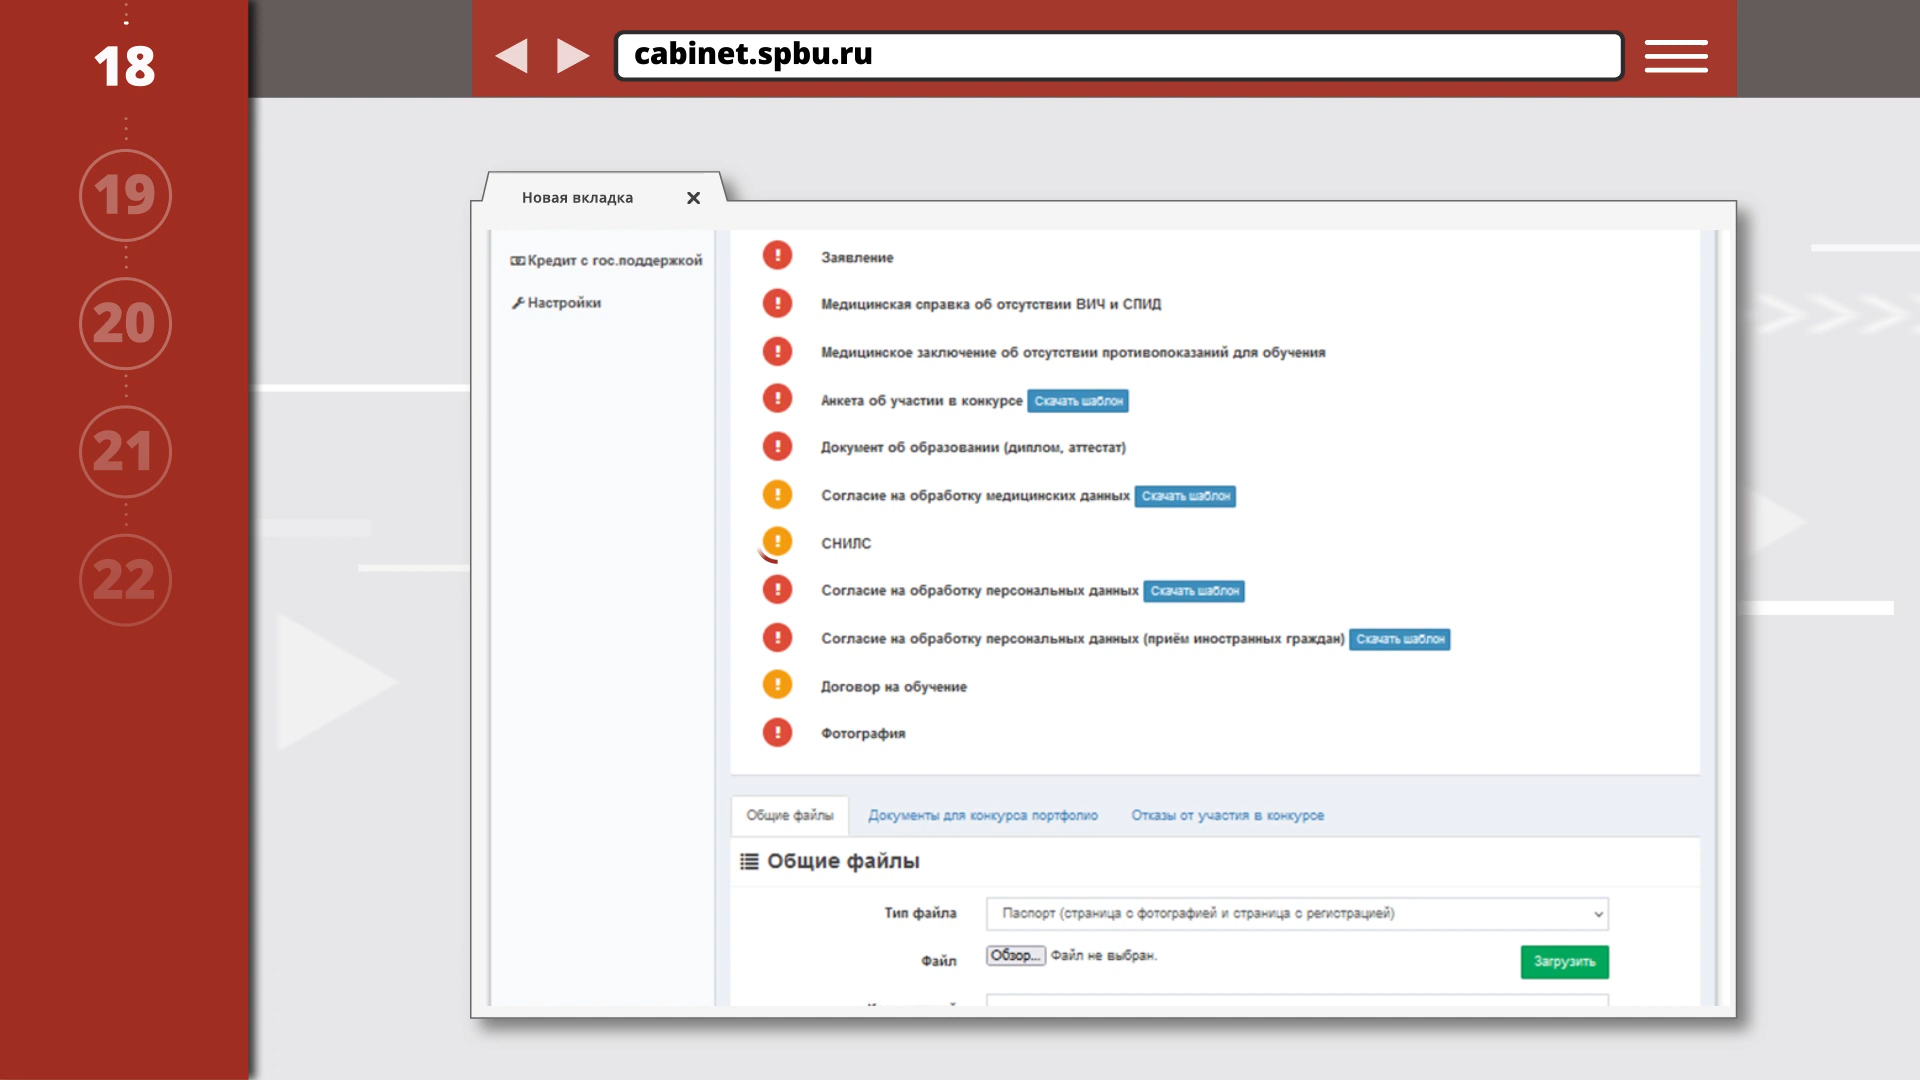 18
19
20
21
22
cabinet.spbu.ru
Новая вкладка
Кредит с гос.поддержкой
Настройки
Заявление
Медицинская справка об отсутствии ВИЧ и СПИД
Медицинское заключение об отсутствии противопоказаний для обучения
Анкета об участии в конкурсе Скачать шаблон
Документ об образовании (диплом, аттестат)
Согласие на обработку медицинских данных Скачать шаблон
СНИЛС
Согласие на обработку персональных данных Скачать шаблон
Согласие на обработку персональных данных (приём иностранных граждан) Скачать шаблон
Договор на обучение
Фотография
Общие файлы Документы для конкурса портфолио Отказы от участия в конкурсе
Общие файлы
Тип файла Паспорт (страница с фотографией и страница с регистрацией)
Файл Обзор... Файл не выбран. Загрузить